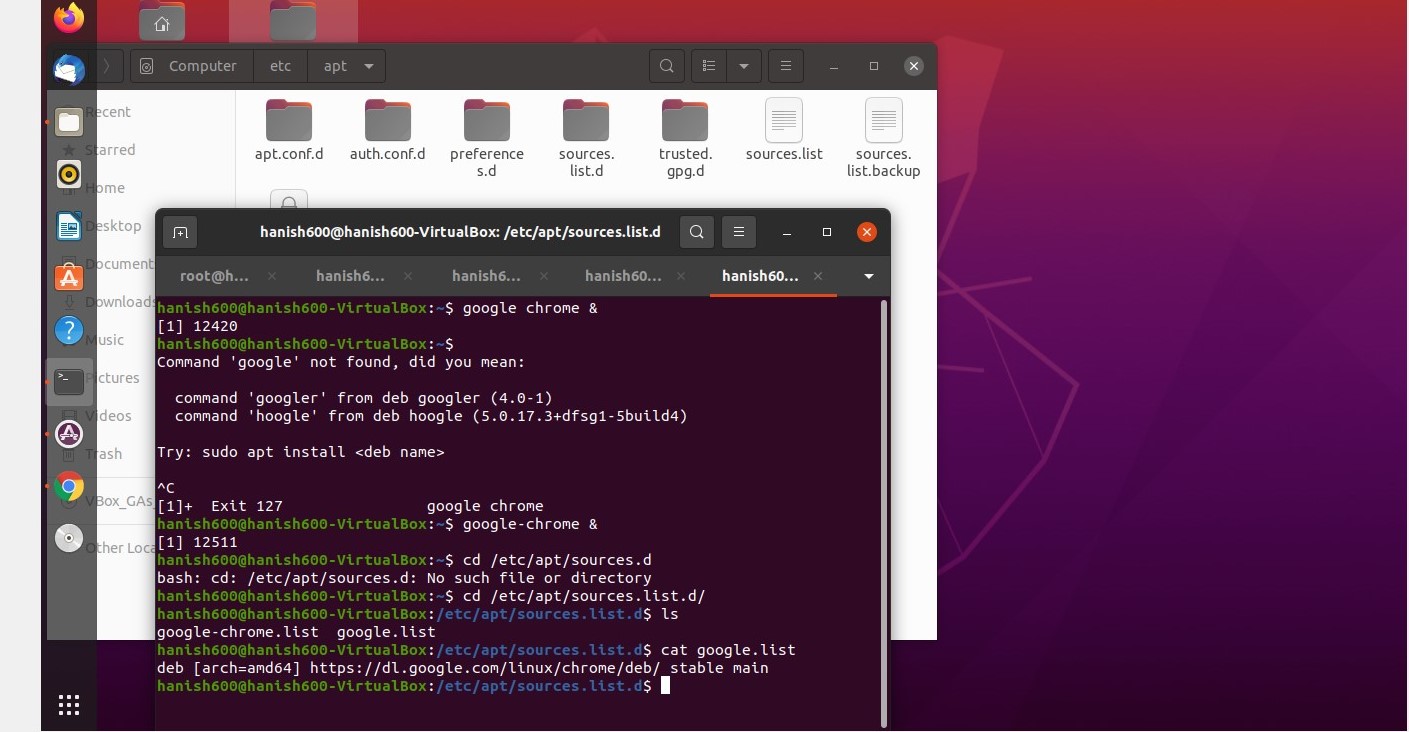 Computer etc apt
Recent
Starred
Home
Desktop
Document
Downloads
Music
Pictures
Videos
Trash
VBox_GAs
Other Loca
apt.conf.d auth.conf.d preference sources. trusted. sources.list sources.
s.d list.d gpg.d list.backup
hanish600@hanish600-VirtualBox: /etc/apt/sources.list.d
root@h... hanish6... hanish6... hanish60... hanish60...
hanish600@hanish600-VirtualBox:~$ google chrome &
[1] 12420
hanish600@hanish600-VirtualBox:~$
Command 'google' not found, did you mean:
command 'googler' from deb googler (4.0-1)
command 'hoogle' from deb hoogle (5.0.17.3+dfsg1-5build4)
Try: sudo apt install <deb name>
^C
[1]+  Exit 127                google chrome
hanish600@hanish600-VirtualBox:~$ google-chrome &
[1] 12511
hanish600@hanish600-VirtualBox:~$ cd /etc/apt/sources.d
bash: cd: /etc/apt/sources.d: No such file or directory
hanish600@hanish600-VirtualBox:~$ cd /etc/apt/sources.list.d/
hanish600@hanish600-VirtualBox:/etc/apt/sources.list.d$ ls
google-chrome.list  google.list
hanish600@hanish600-VirtualBox:/etc/apt/sources.list.d$ cat google.list
deb [arch=amd64] https://dl.google.com/linux/chrome/deb/ stable main
hanish600@hanish600-VirtualBox:/etc/apt/sources.list.d$